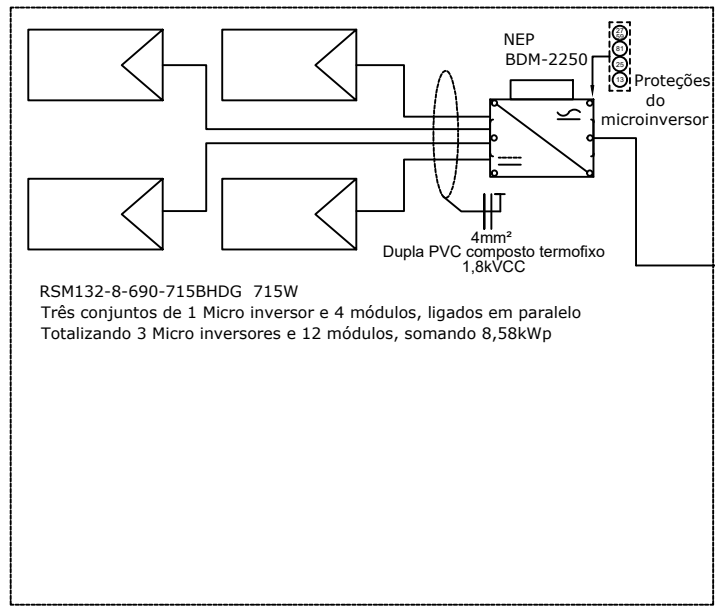 NEP
BDM-2250
27
59
81
25
13
Proteções
do
microinversor
4mm²
Dupla PVC composto termofixo
1,8kVCC
RSM132-8-690-715BHDG 715W
Três conjuntos de 1 Micro inversor e 4 módulos, ligados em paralelo
Totalizando 3 Micro inversores e 12 módulos, somando 8,58kWp